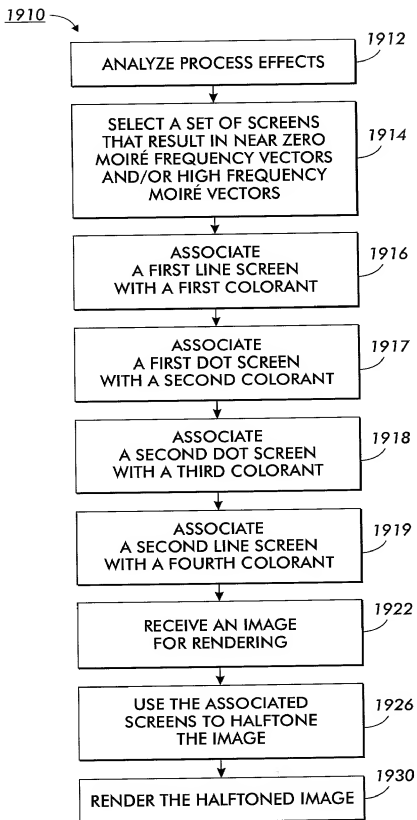 1910
1912
ANALYZE PROCESS EFFECTS
1914
SELECT A SET OF SCREENS
THAT RESULT IN NEAR ZERO
MOIRÉ FREQUENCY VECTORS
AND/OR HIGH FREQUENCY
MOIRÉ VECTORS
1916
ASSOCIATE
A FIRST LINE SCREEN
WITH A FIRST COLORANT
1917
ASSOCIATE
A FIRST DOT SCREEN
WITH A SECOND COLORANT
1918
ASSOCIATE
A SECOND DOT SCREEN
WITH A THIRD COLORANT
1919
ASSOCIATE
A SECOND LINE SCREEN
WITH A FOURTH COLORANT
1922
RECEIVE AN IMAGE
FOR RENDERING
1926
USE THE ASSOCIATED
SCREENS TO HALFTONE
THE IMAGE
1930
RENDER THE HALFTONED IMAGE